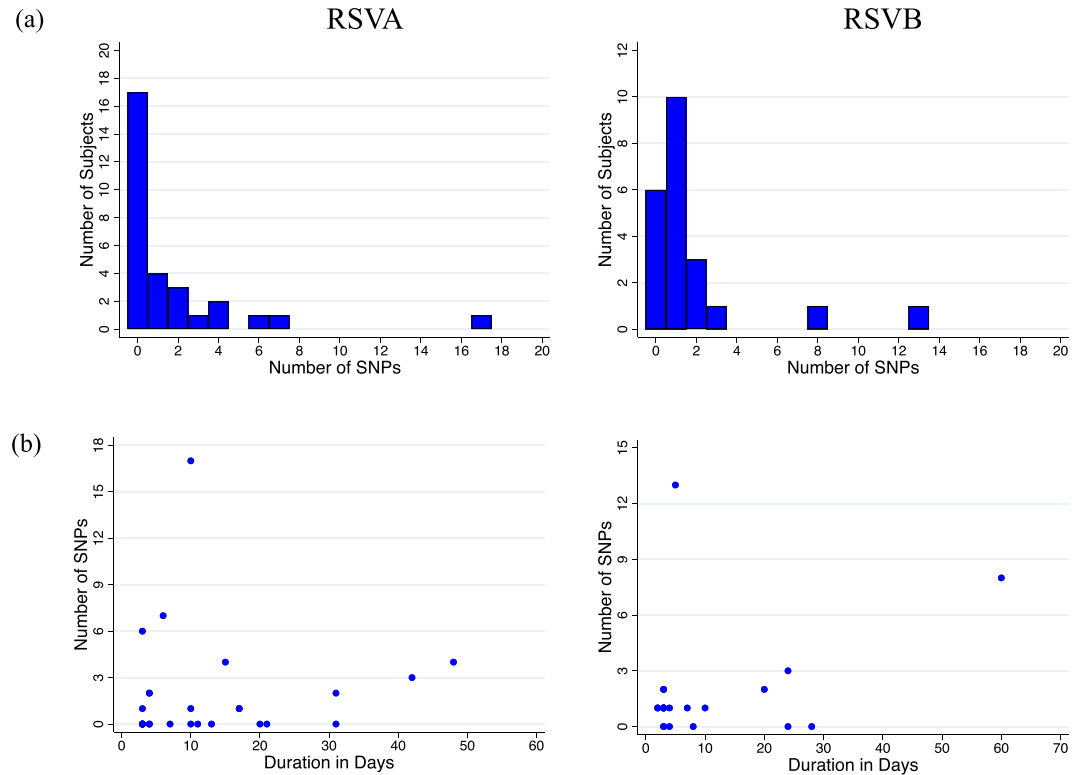 (a)
RSVA
RSVB
Number of Subjects
20
18
16
14
12
10
8
6
4
2
0
0 2 4 6 8 10 12 14 16 18 20
Number of SNPs
Number of Subjects
12
10
8
6
4
2
0
0 2 4 6 8 10 12 14 16 18 20
Number of SNPs
(b)
Number of SNPs
18
15
12
9
6
3
0
0 10 20 30 40 50 60
Duration in Days
Number of SNPs
15
12
9
6
3
0
0 10 20 30 40 50 60 70
Duration in Days